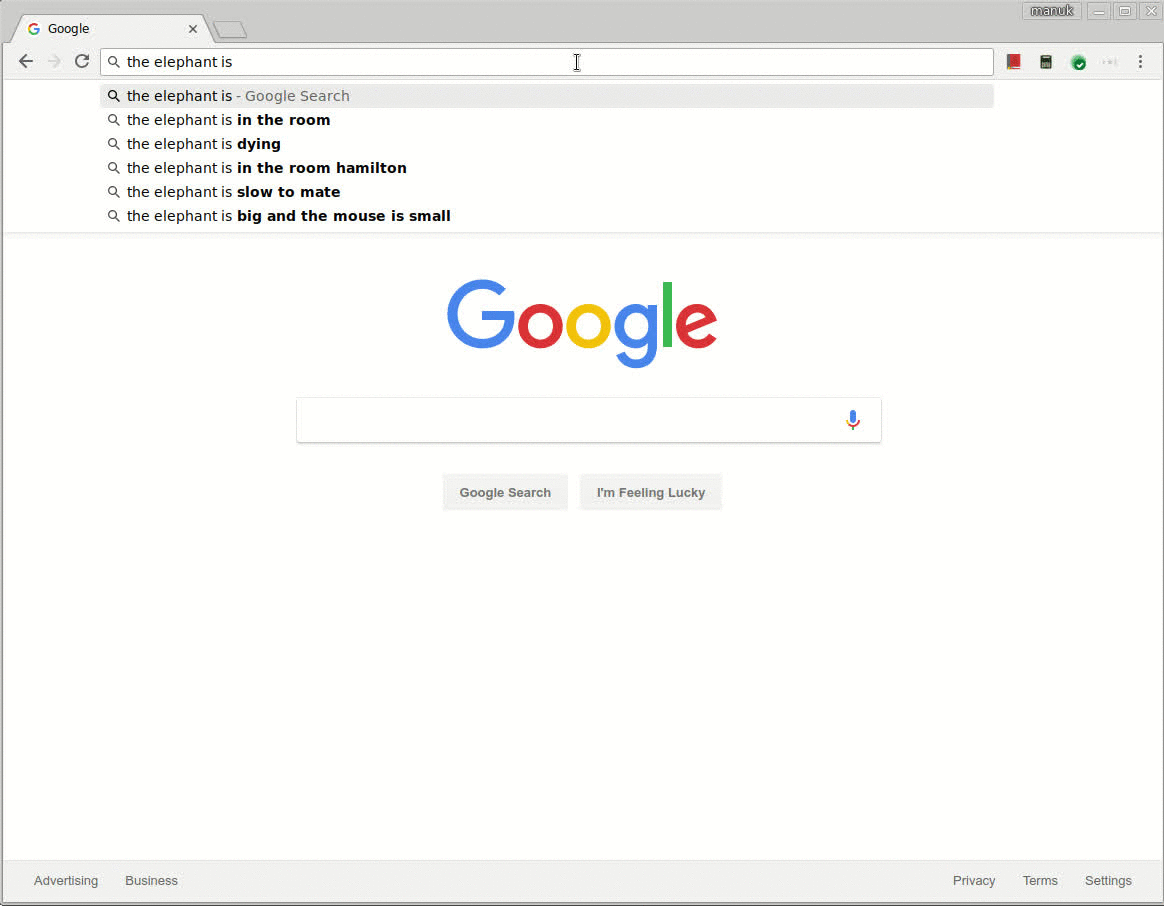 manuk
Google
the elephant is
the elephant is - Google Search
the elephant is in the room
the elephant is dying
the elephant is in the room hamilton
the elephant is slow to mate
the elephant is big and the mouse is small
Google
Google Search I'm Feeling Lucky
Advertising Business Privacy Terms Settings